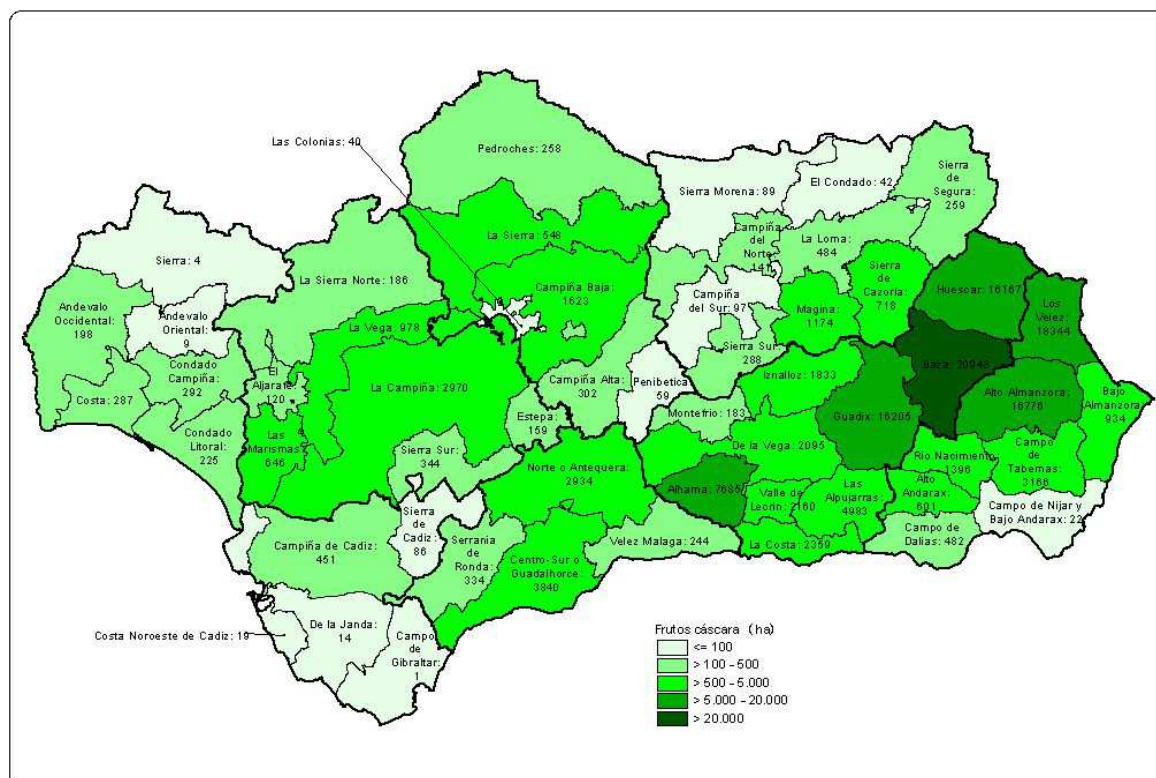 Las Colonias: 40
Pedroches: 258
Sierra Morena: 89
El Condado: 42
Sierra
de
Segura:
259
La Sierra: 548
Campiña
del
Norte:
141
La Loma:
484
Sierra: 4
La Sierra Norte: 186
Campiña Baja:
1623
Campiña
del Sur: 97
Magina:
1174
Sierra
de
Cazorla:
718
Huescar: 16167
Los
Velez:
18344
Andevalo
Occidental:
198
Andevalo
Oriental:
9
La Vega: 978
Sierra Sur:
288
Condado
Campiña:
292
El
Aljarafe:
120
La Campiña: 2970
Campiña Alta:
302
Penibetica:
59
Iznalloz: 1833
Baza: 20948
Alto Almanzora:
16776
Bajo
Almanzora:
934
Costa: 287
Estepa:
159
Montefrio: 183
Guadix: 16205
Condado
Litoral:
225
Las
Marismas:
646
Sierra Sur:
344
Norte o Antequera:
2934
De la Vega: 2095
Rio Nacimiento:
1396
Campo
de
Tabernas:
3166
Alhama: 7685
Valle de
Lecrin: 2160
Las
Alpujarras:
4983
Alto
Andarax:
601
Campo de Nijar y
Bajo Andarax: 22
Sierra
de
Cadiz:
86
Campiña de Cadiz:
451
Serrania
de
Ronda:
334
Centro-Sur o
Guadalhorce:
3840
Velez Malaga: 244
La Costa: 2359
Campo de
Dalias: 482
Costa Noroeste de Cadiz: 19
De la Janda:
14
Campo
de
Gibraltar:
1
Frutos cáscara (ha)
<= 100
> 100 - 500
> 500 - 5.000
> 5.000 - 20.000
> 20.000